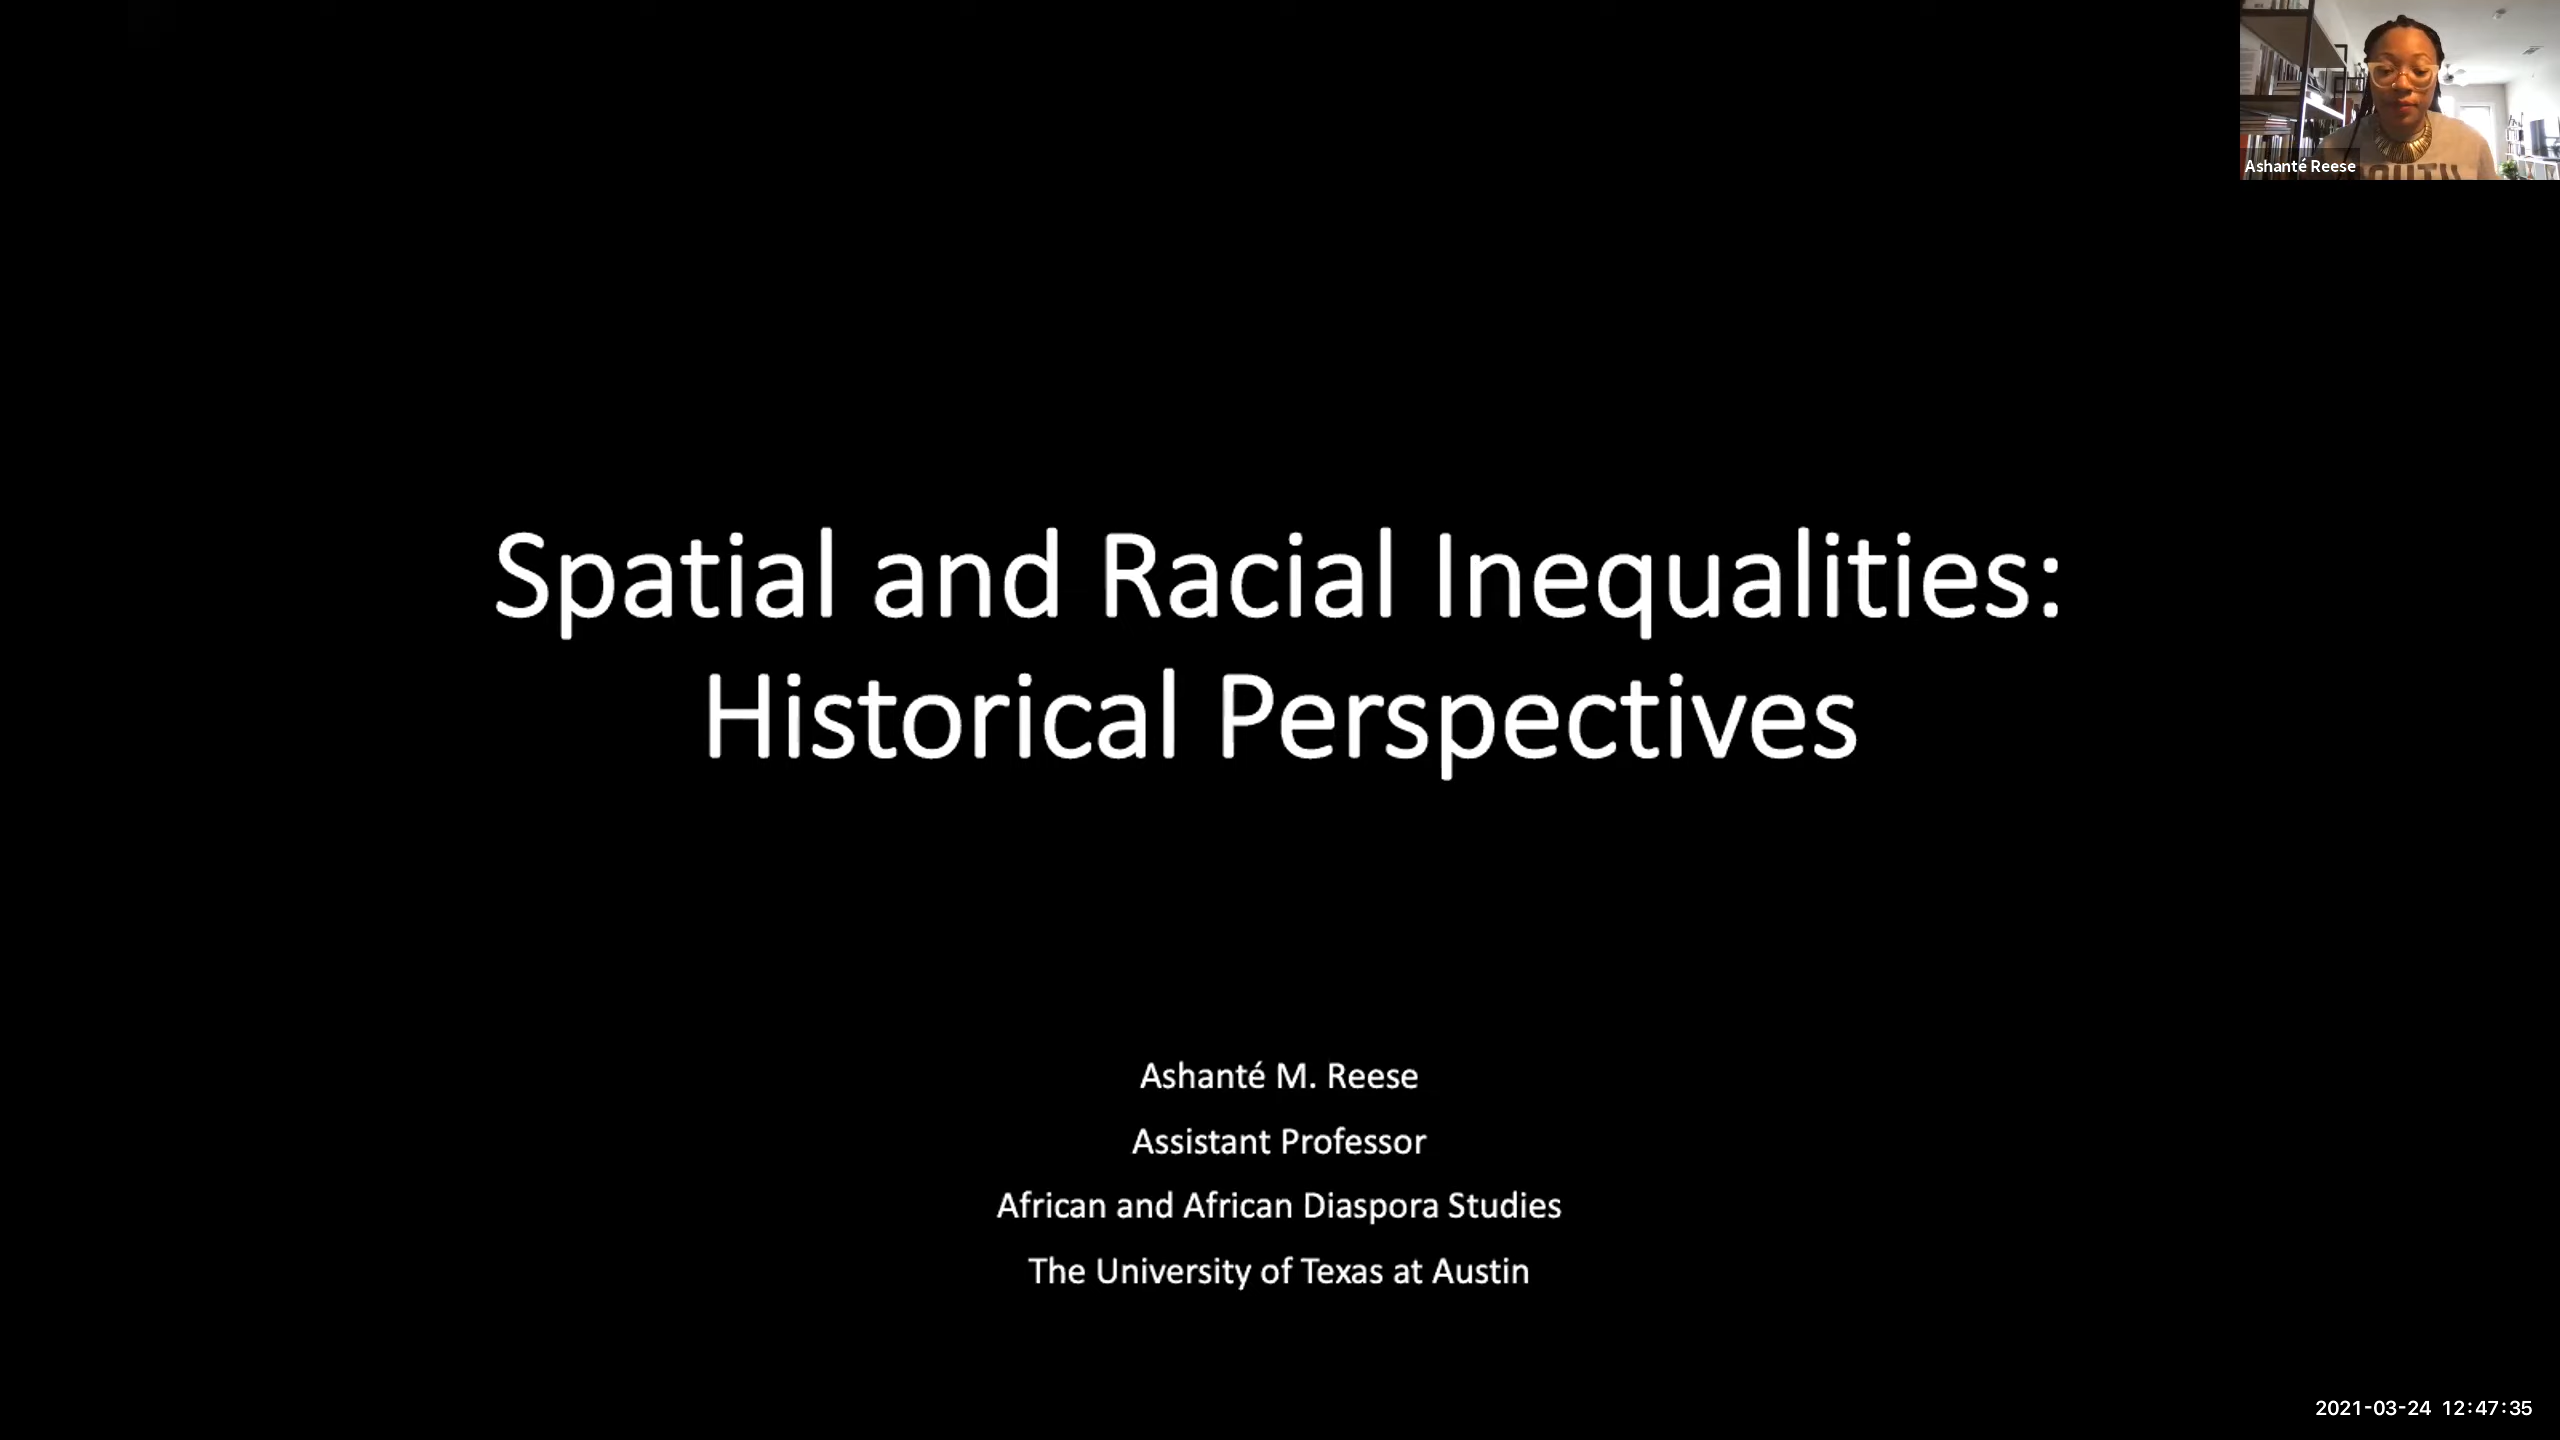 Ashanté Reese
Spatial and Racial Inequalities:
Historical Perspectives
Ashanté M. Reese
Assistant Professor
African and African Diaspora Studies
The University of Texas at Austin
2021-03-24 12:47:35